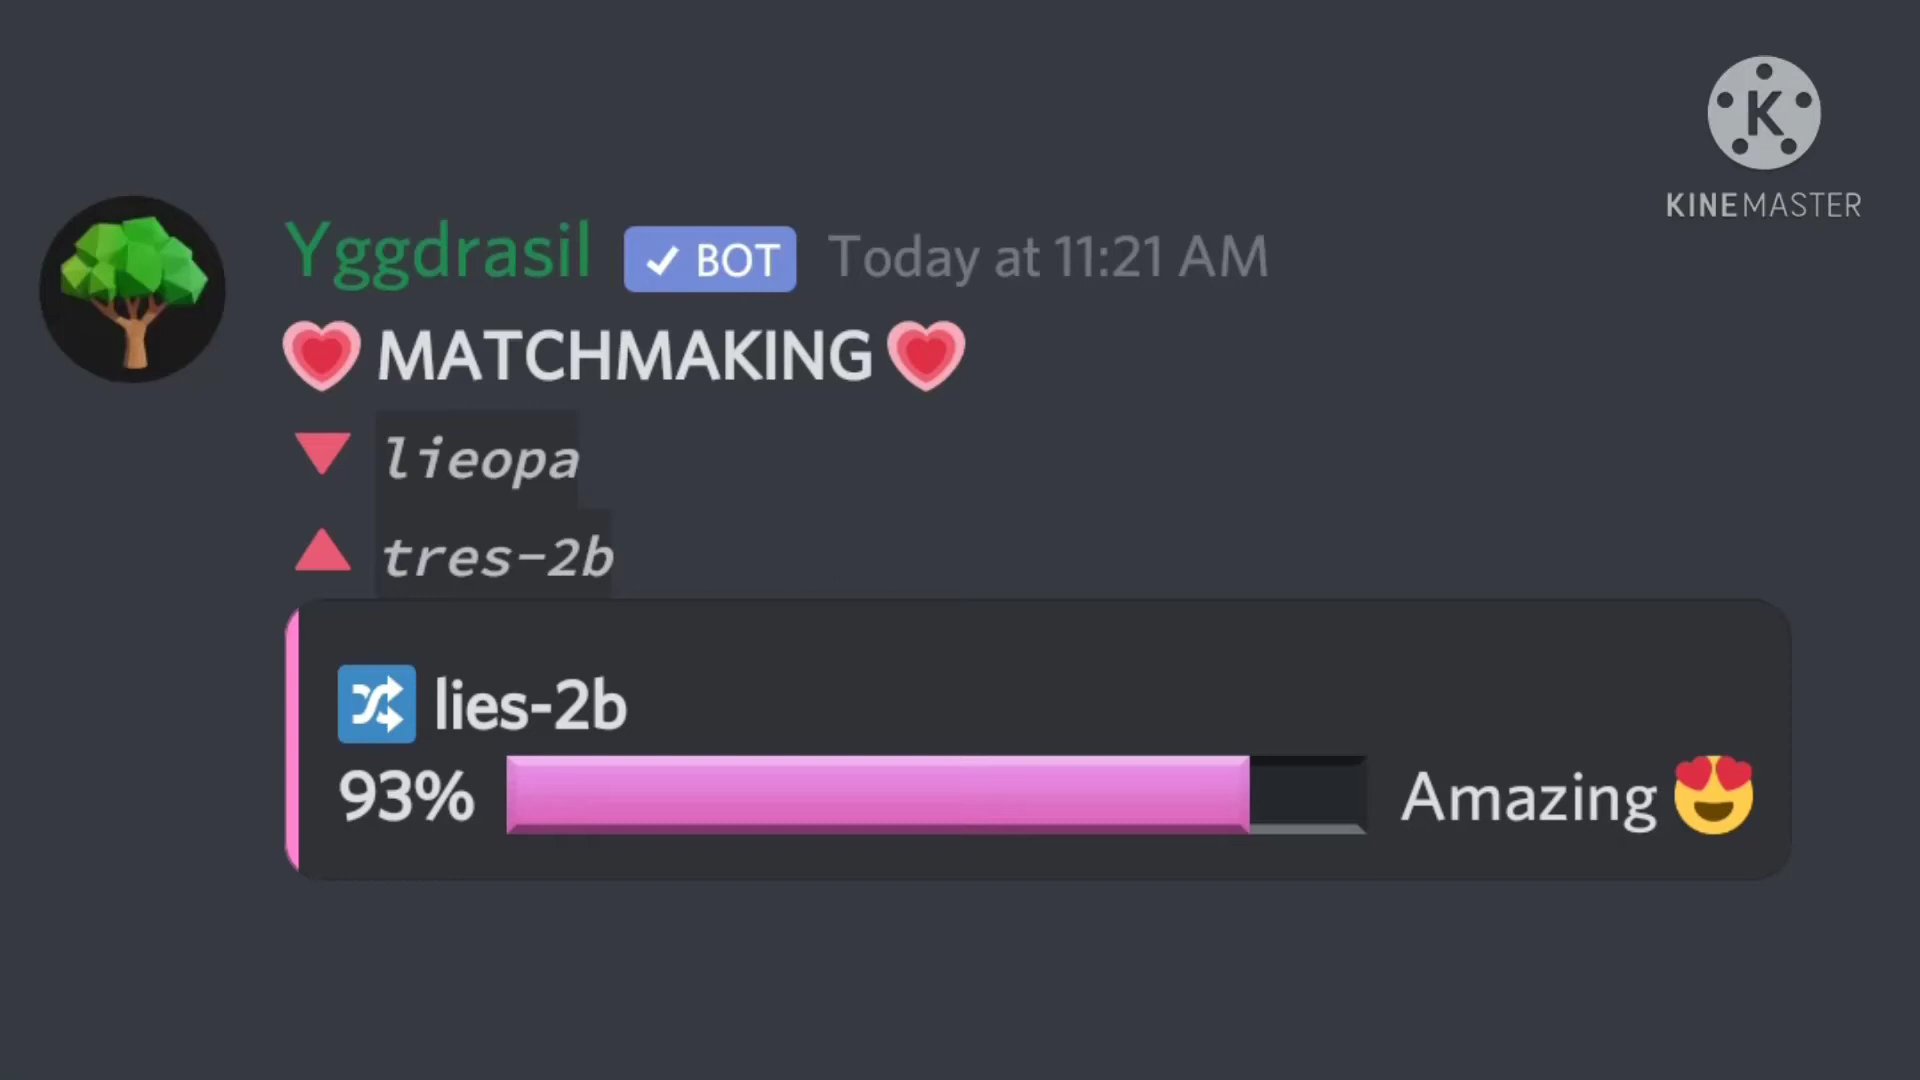 K
KINEMASTER
Yggdrasil ✓ BOT Today at 11:21 AM
💗 MATCHMAKING 💗
🔻 lieopa
🔺 tres-2b
🔀 lies-2b
93% Amazing 😍